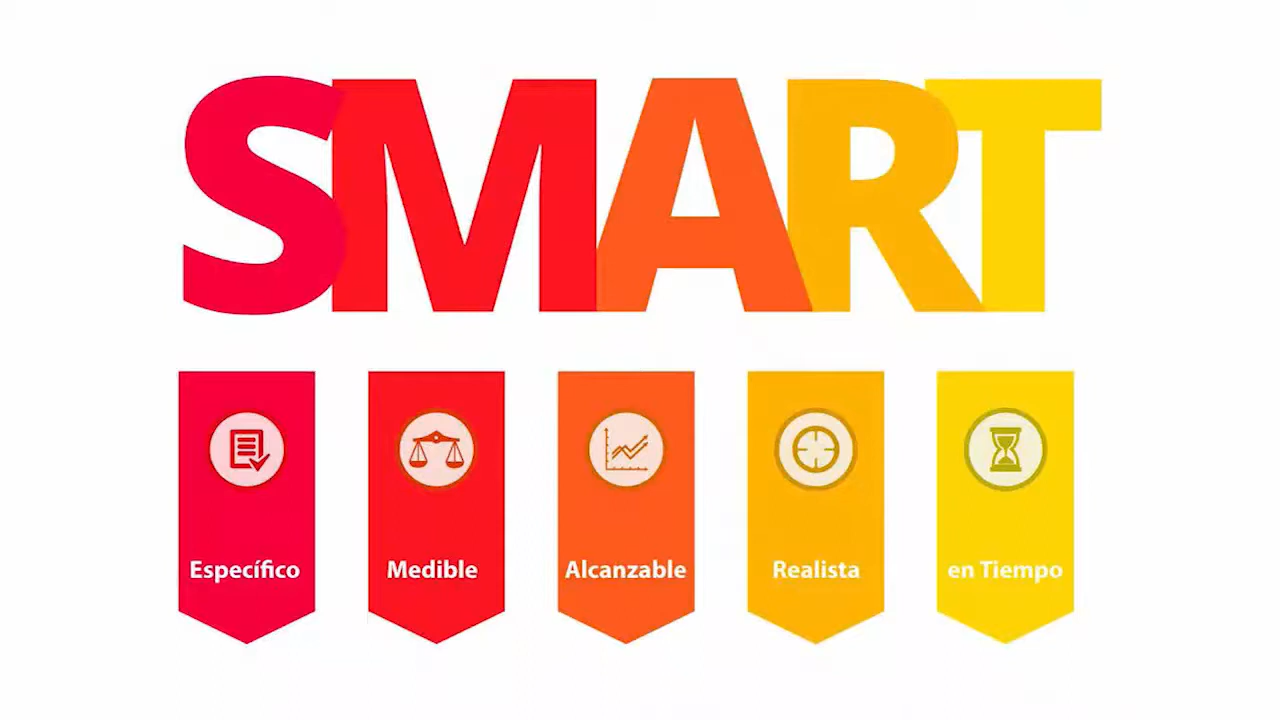 SMART
Específico
Medible
Alcanzable
Realista
en Tiempo